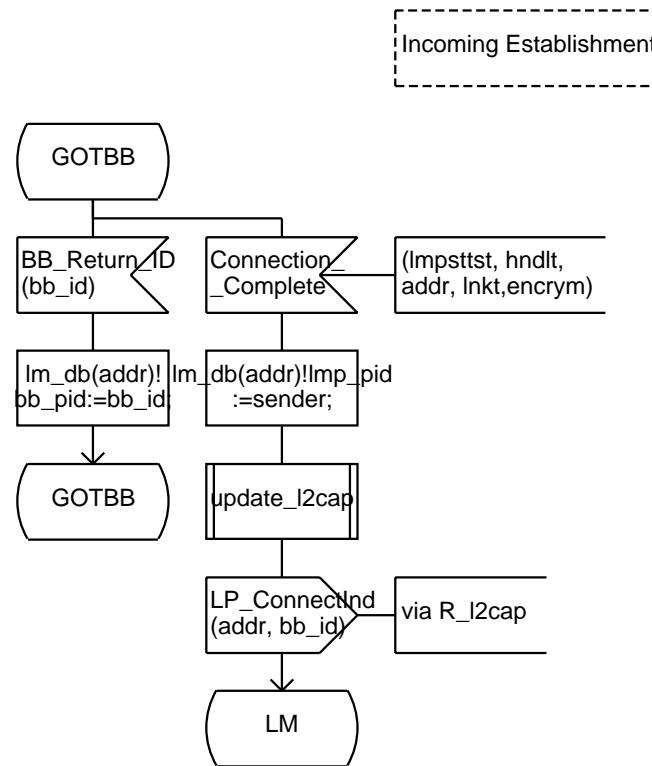 Incoming Establishment
GOTBB
BB_Return_ID
(bb_id)
Connection_
_Complete
(lmpsttst, hndlt,
addr, lnkt,encrym)
lm_db(addr)!
bb_pid:=bb_id;
lm_db(addr)!lmp_pid
:=sender;
GOTBB
update_l2cap
LP_ConnectInd
(addr, bb_id)
via R_l2cap
LM